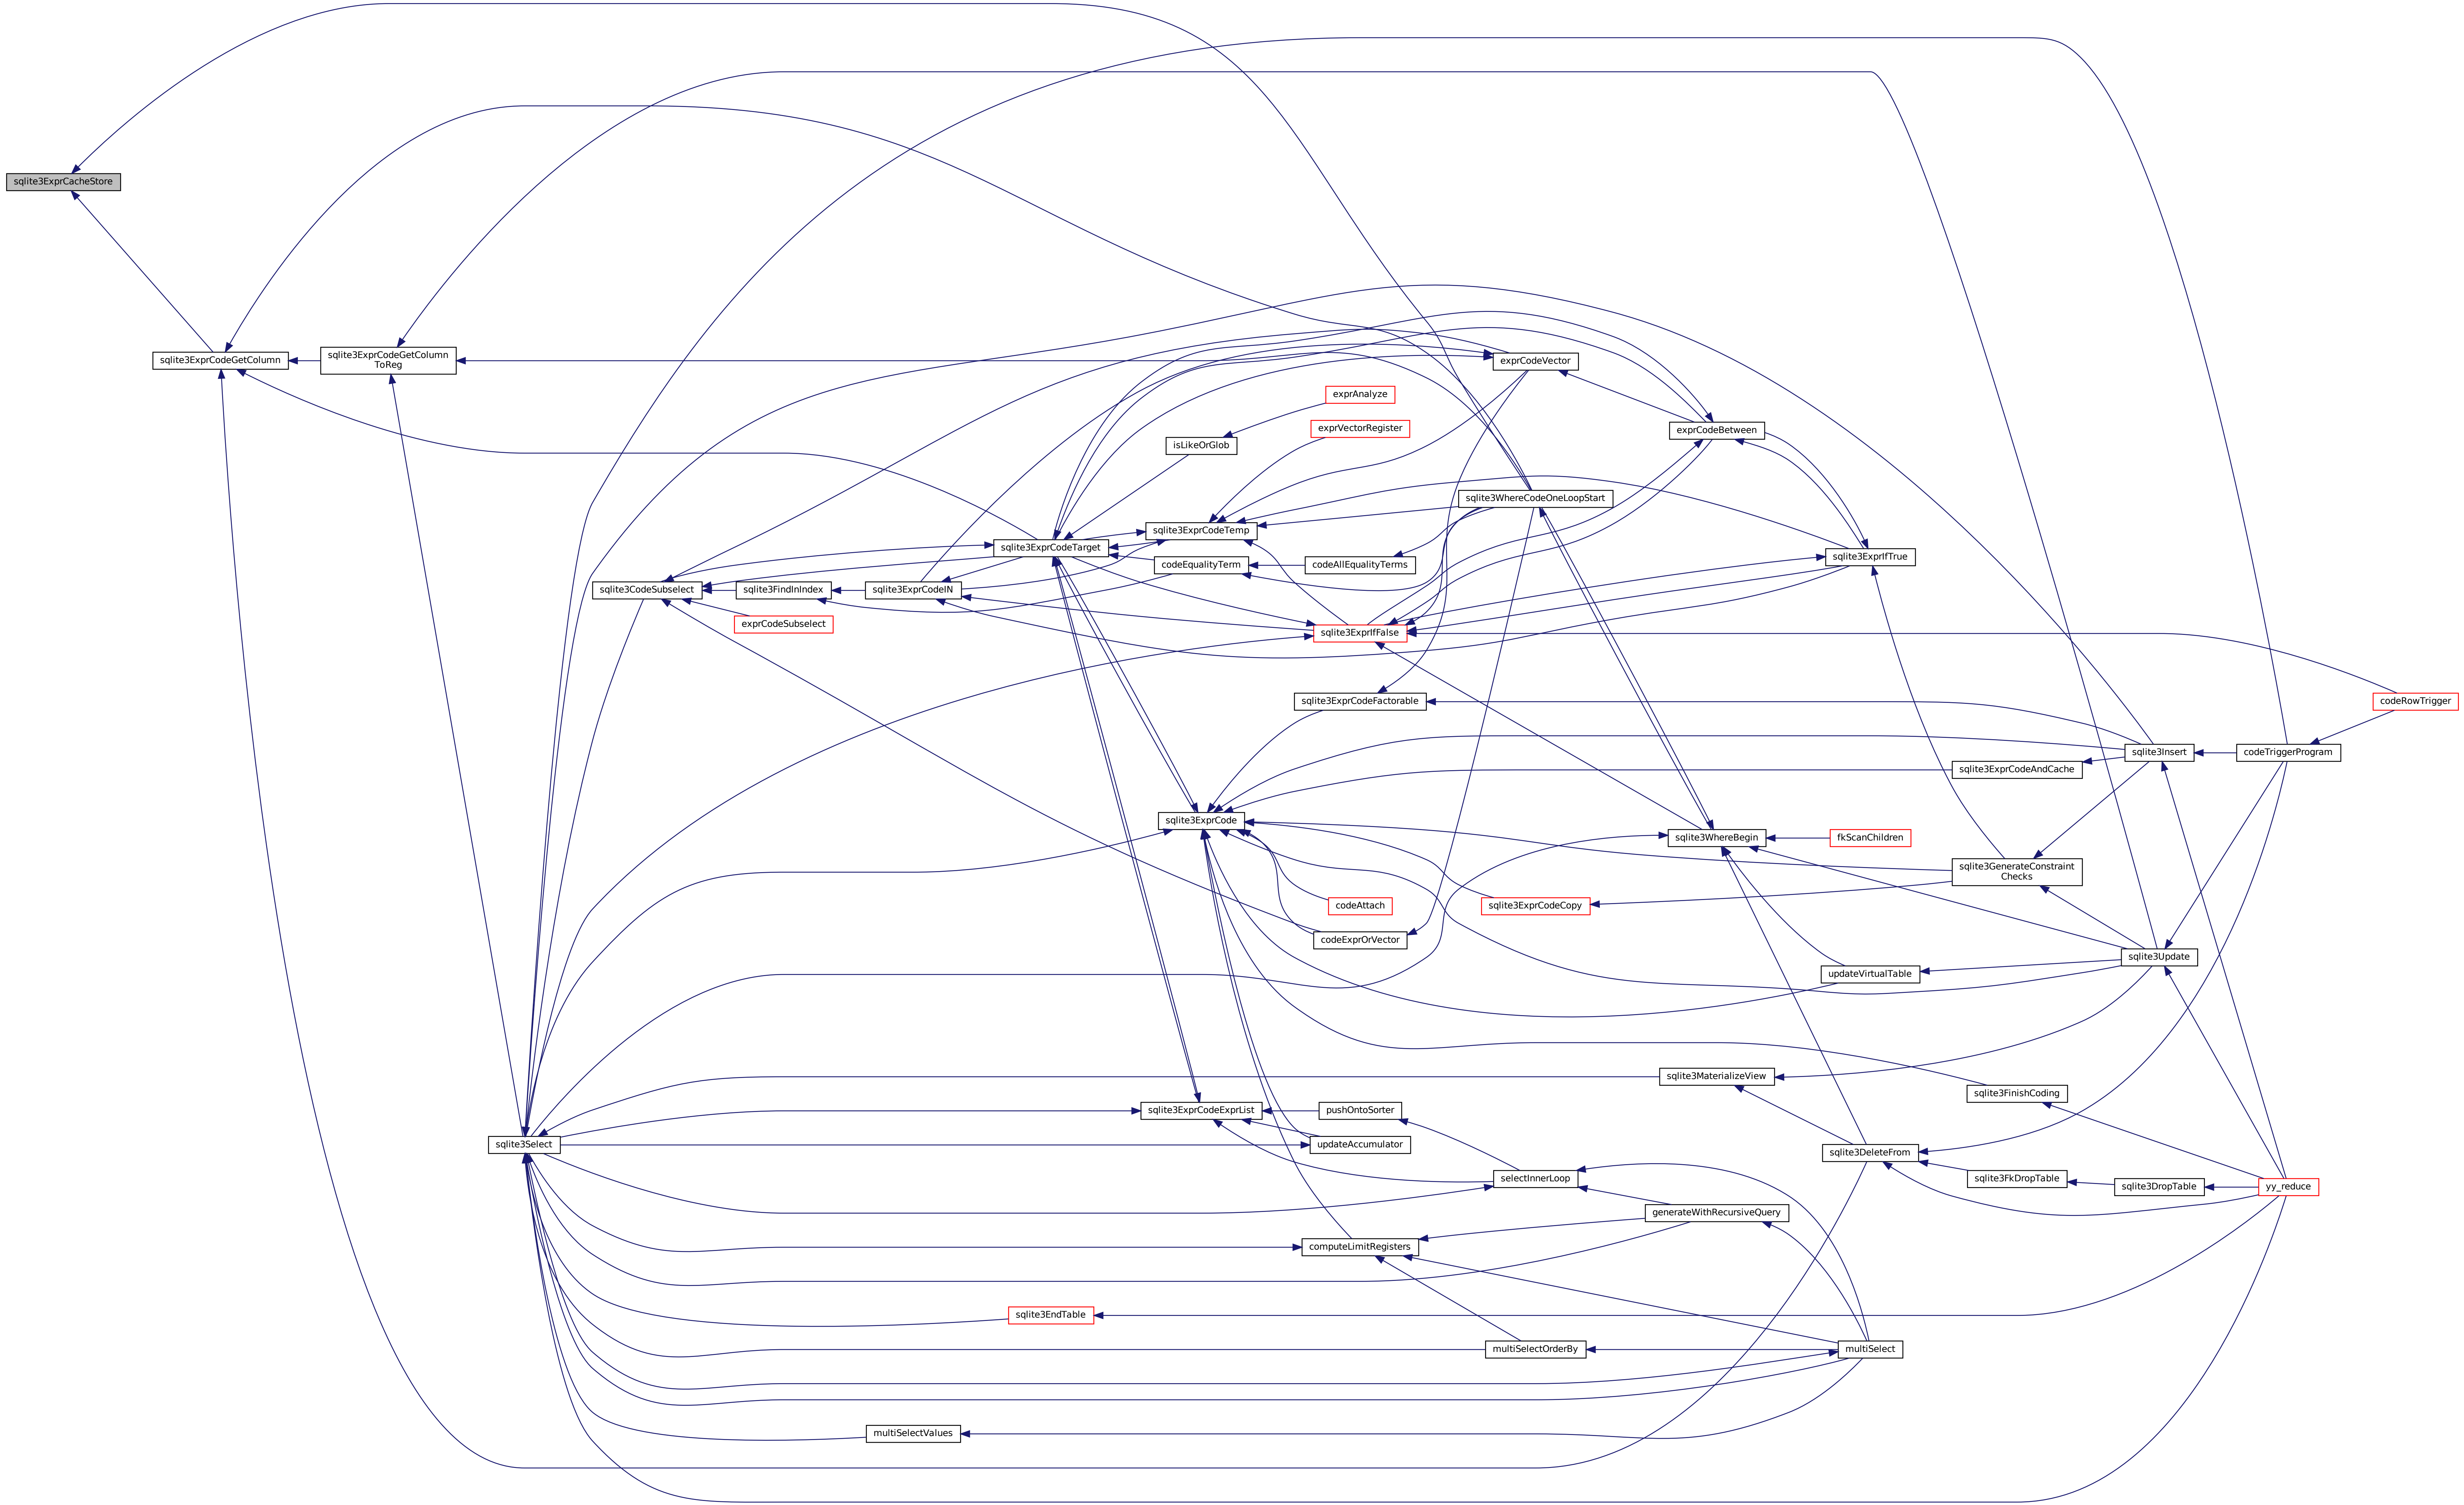 sqlite3ExprCacheStore
sqlite3ExprCodeGetColumn
sqlite3ExprCodeGetColumn
ToReg
exprCodeVector
exprAnalyze
exprVectorRegister
exprCodeBetween
isLikeOrGlob
sqlite3WhereCodeOneLoopStart
sqlite3ExprCodeTemp
sqlite3ExprCodeTarget
sqlite3ExprIfTrue
codeEqualityTerm
codeAllEqualityTerms
sqlite3CodeSubselect
sqlite3FindInIndex
sqlite3ExprCodeIN
exprCodeSubselect
sqlite3ExprIfFalse
sqlite3ExprCodeFactorable
codeRowTrigger
sqlite3Insert
codeTriggerProgram
sqlite3ExprCodeAndCache
sqlite3ExprCode
sqlite3WhereBegin
fkScanChildren
sqlite3GenerateConstraint
Checks
codeAttach
sqlite3ExprCodeCopy
codeExprOrVector
sqlite3Update
updateVirtualTable
sqlite3MaterializeView
sqlite3FinishCoding
sqlite3ExprCodeExprList
pushOntoSorter
sqlite3Select
updateAccumulator
sqlite3DeleteFrom
selectInnerLoop
sqlite3FkDropTable
sqlite3DropTable
yy_reduce
generateWithRecursiveQuery
computeLimitRegisters
sqlite3EndTable
multiSelectOrderBy
multiSelect
multiSelectValues